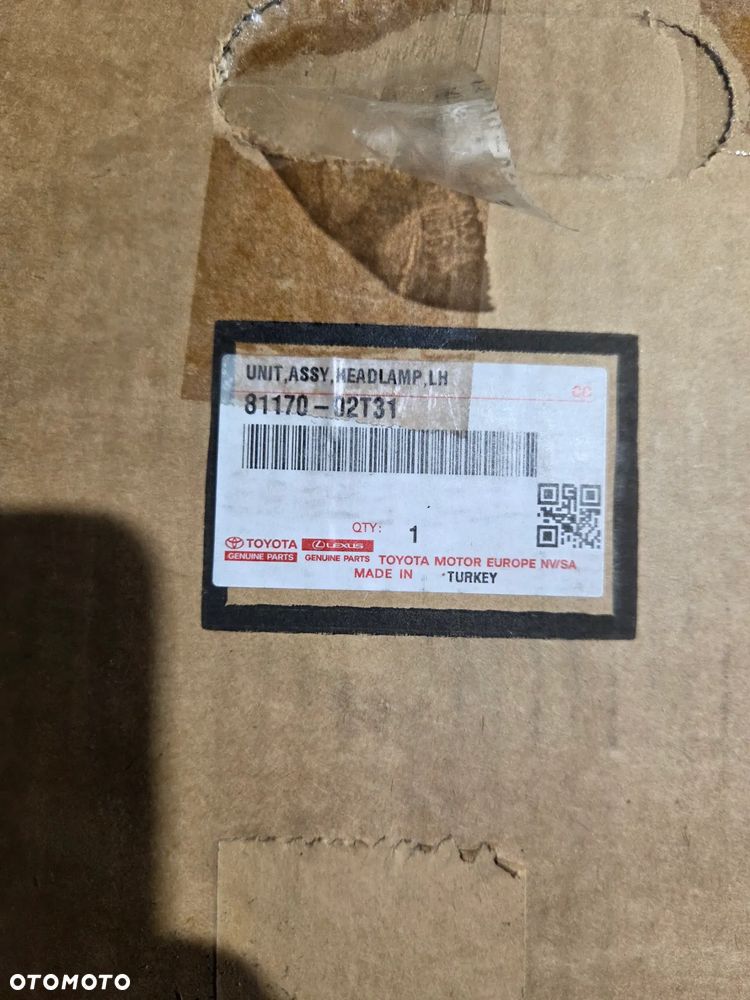 UNIT,ASSY,HEADLAMP,LH
CC
81170-02T31
QTY: 1
TOYOTA LEXUS
GENUINE PARTS GENUINE PARTS TOYOTA MOTOR EUROPE NV/SA
MADE IN TURKEY
OTOMOTO